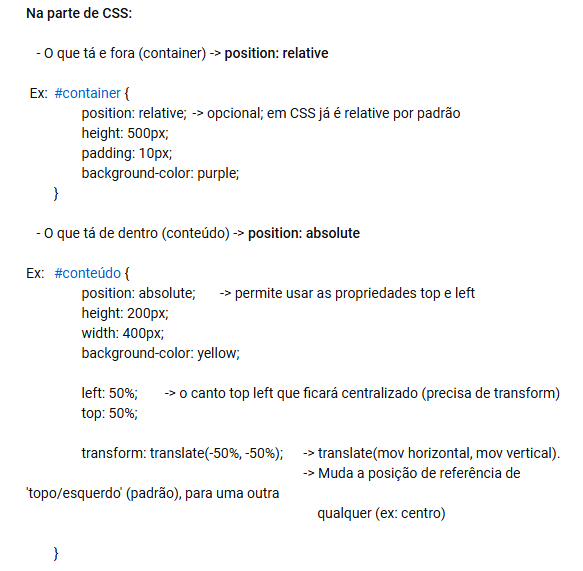 Na parte de CSS:
- O que tá e fora (container) -> position: relative
Ex: #container {
position: relative; -> opcional; em CSS já é relative por padrão
height: 500px;
padding: 10px;
background-color: purple;
}
- O que tá de dentro (conteúdo) -> position: absolute
Ex: #conteúdo {
position: absolute; -> permite usar as propriedades top e left
height: 200px;
width: 400px;
background-color: yellow;
left: 50%; -> o canto top left que ficará centralizado (precisa de transform)
top: 50%;
transform: translate(-50%, -50%); -> translate(mov horizontal, mov vertical).
-> Muda a posição de referência de
'topo/esquerdo' (padrão), para uma outra
qualquer (ex: centro)
}